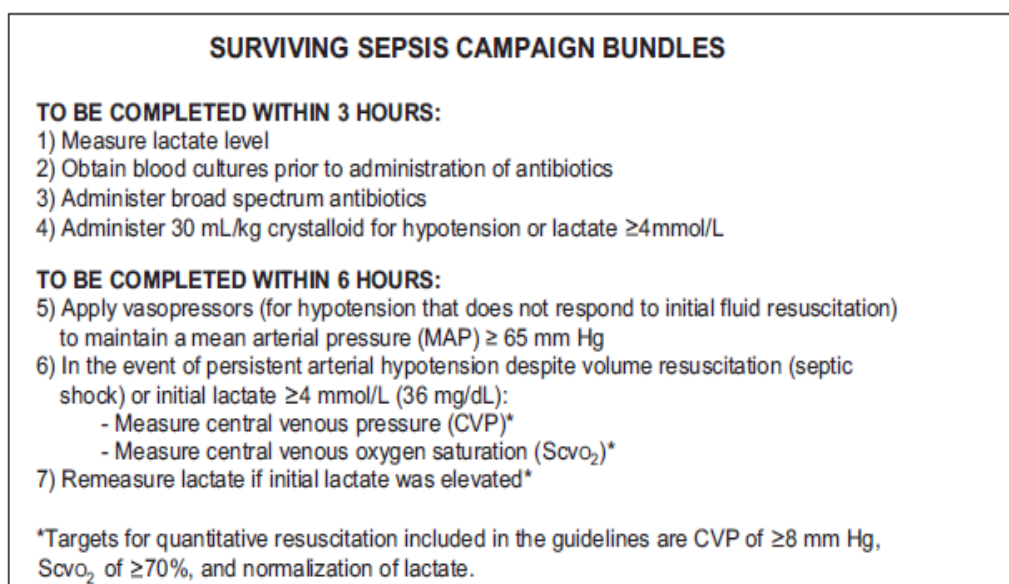 SURVIVING SEPSIS CAMPAIGN BUNDLES
TO BE COMPLETED WITHIN 3 HOURS:
1) Measure lactate level
2) Obtain blood cultures prior to administration of antibiotics
3) Administer broad spectrum antibiotics
4) Administer 30 mL/kg crystalloid for hypotension or lactate ≥4mmol/L
TO BE COMPLETED WITHIN 6 HOURS:
5) Apply vasopressors (for hypotension that does not respond to initial fluid resuscitation)
to maintain a mean arterial pressure (MAP) ≥ 65 mm Hg
6) In the event of persistent arterial hypotension despite volume resuscitation (septic
shock) or initial lactate ≥4 mmol/L (36 mg/dL):
- Measure central venous pressure (CVP)*
- Measure central venous oxygen saturation (Scvo₂)*
7) Remeasure lactate if initial lactate was elevated*
*Targets for quantitative resuscitation included in the guidelines are CVP of ≥8 mm Hg,
Scvo₂ of ≥70%, and normalization of lactate.